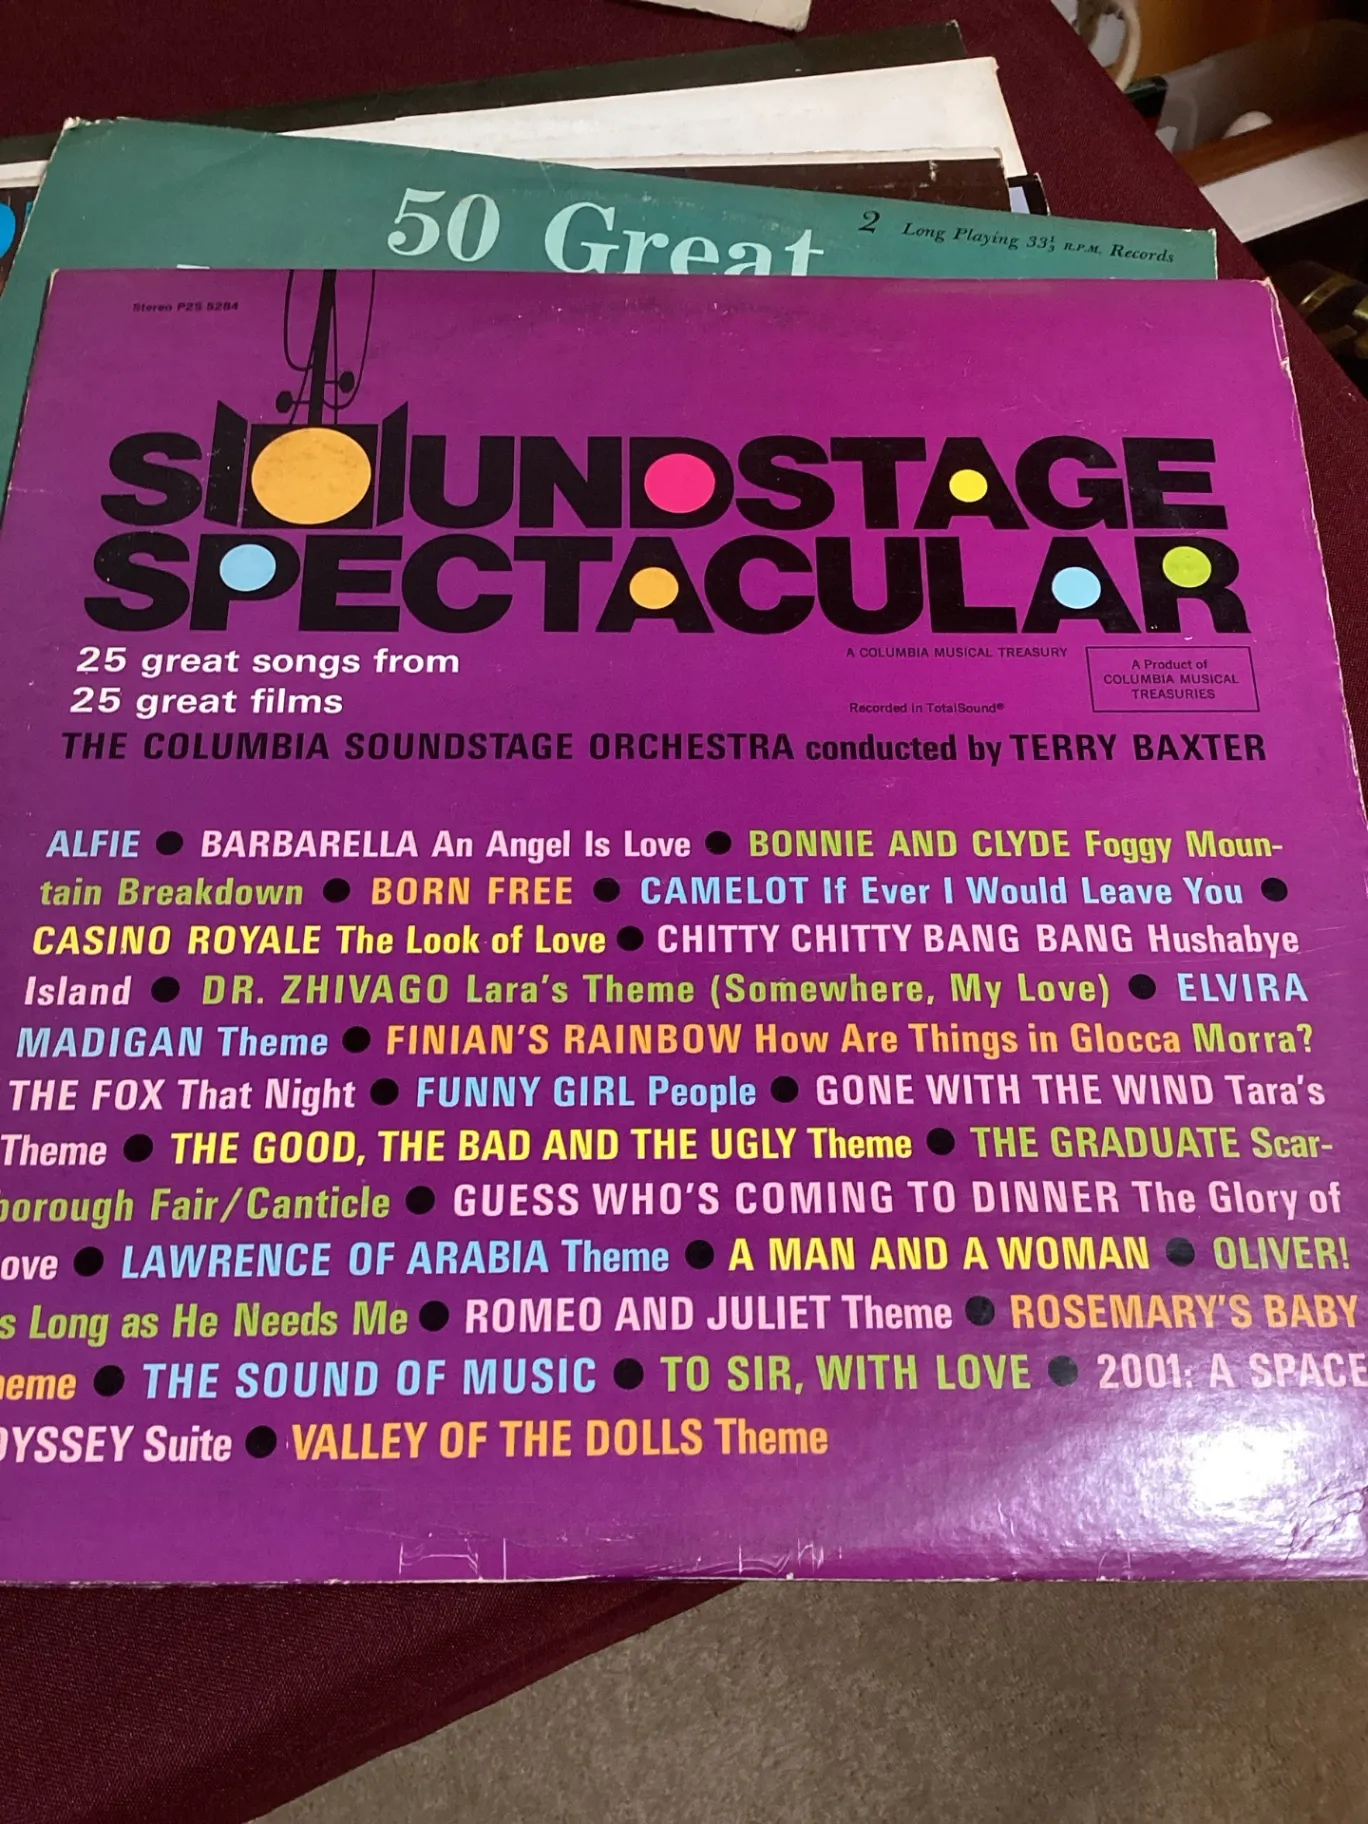 50 Great
2 Long Playing 33⅓ R.P.M. Records
Stereo P2S 5284
SOUNDSTAGE
SPECTACULAR
25 great songs from
25 great films
A COLUMBIA MUSICAL TREASURY
Recorded in TotalSound®
A Product of
COLUMBIA MUSICAL
TREASURIES
THE COLUMBIA SOUNDSTAGE ORCHESTRA conducted by TERRY BAXTER
ALFIE ● BARBARELLA An Angel Is Love ● BONNIE AND CLYDE Foggy Moun-
tain Breakdown ● BORN FREE ● CAMELOT If Ever I Would Leave You ●
CASINO ROYALE The Look of Love ● CHITTY CHITTY BANG BANG Hushabye
Island ● DR. ZHIVAGO Lara's Theme (Somewhere, My Love) ● ELVIRA
MADIGAN Theme ● FINIAN'S RAINBOW How Are Things in Glocca Morra?
THE FOX That Night ● FUNNY GIRL People ● GONE WITH THE WIND Tara's
Theme ● THE GOOD, THE BAD AND THE UGLY Theme ● THE GRADUATE Scar-
borough Fair/Canticle ● GUESS WHO'S COMING TO DINNER The Glory of
ove ● LAWRENCE OF ARABIA Theme ● A MAN AND A WOMAN ● OLIVER!
s Long as He Needs Me ● ROMEO AND JULIET Theme ● ROSEMARY'S BABY
eme ● THE SOUND OF MUSIC ● TO SIR, WITH LOVE ● 2001: A SPACE
DYSSEY Suite ● VALLEY OF THE DOLLS Theme